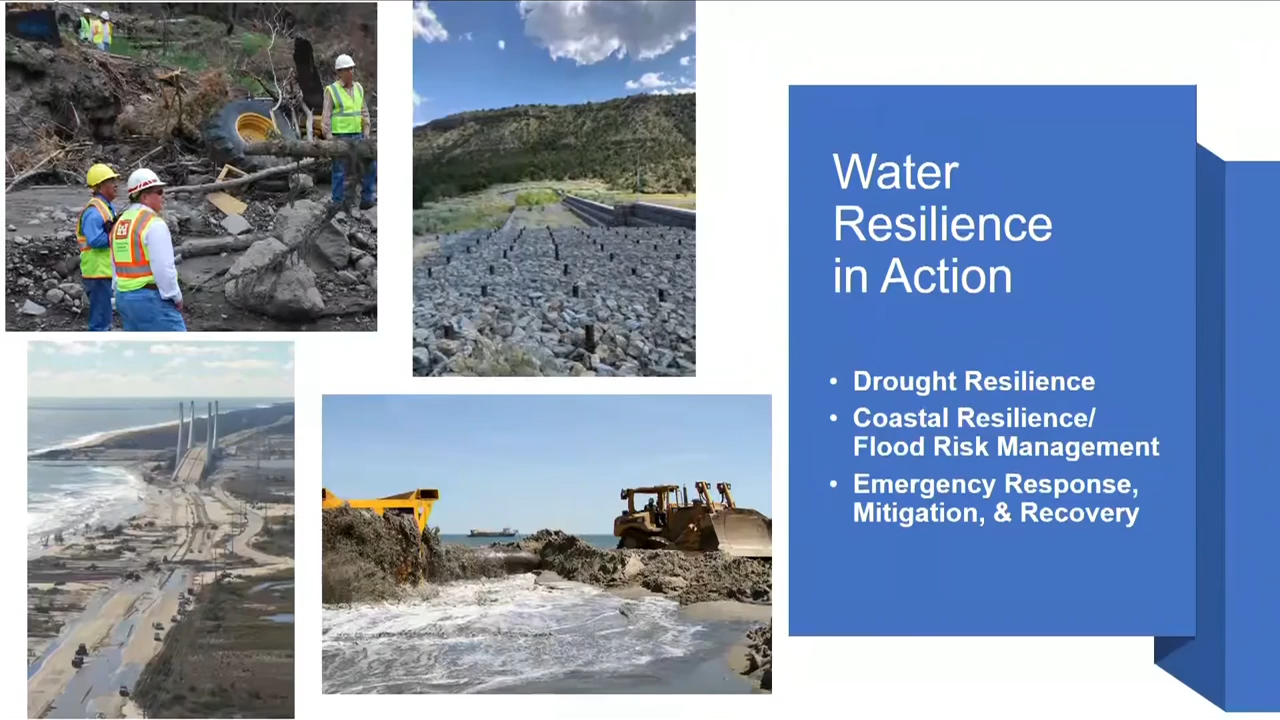 Water
Resilience
in Action
• Drought Resilience
• Coastal Resilience/
Flood Risk Management
• Emergency Response,
Mitigation, & Recovery